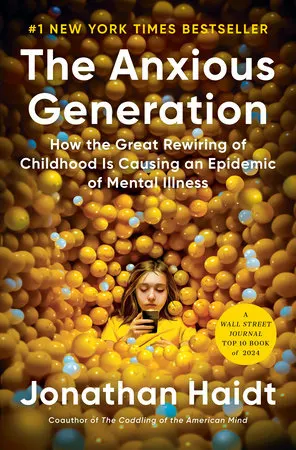 #1 NEW YORK TIMES BESTSELLER
The Anxious
Generation
How the Great Rewiring of
Childhood Is Causing an Epidemic
of Mental Illness
A
WALL STREET
JOURNAL
TOP 10 BOOK
of 2024
Jonathan Haidt
Coauthor of The Coddling of the American Mind